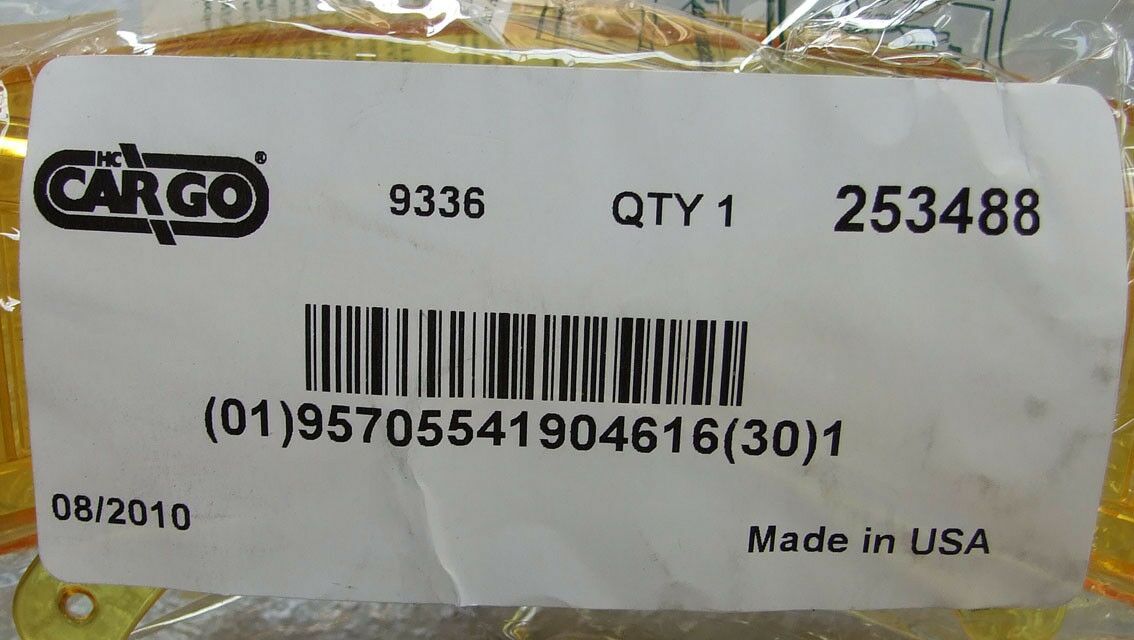 HC
CARGO®
9336 QTY 1 253488
(01)95705541904616(30)1
08/2010
Made in USA